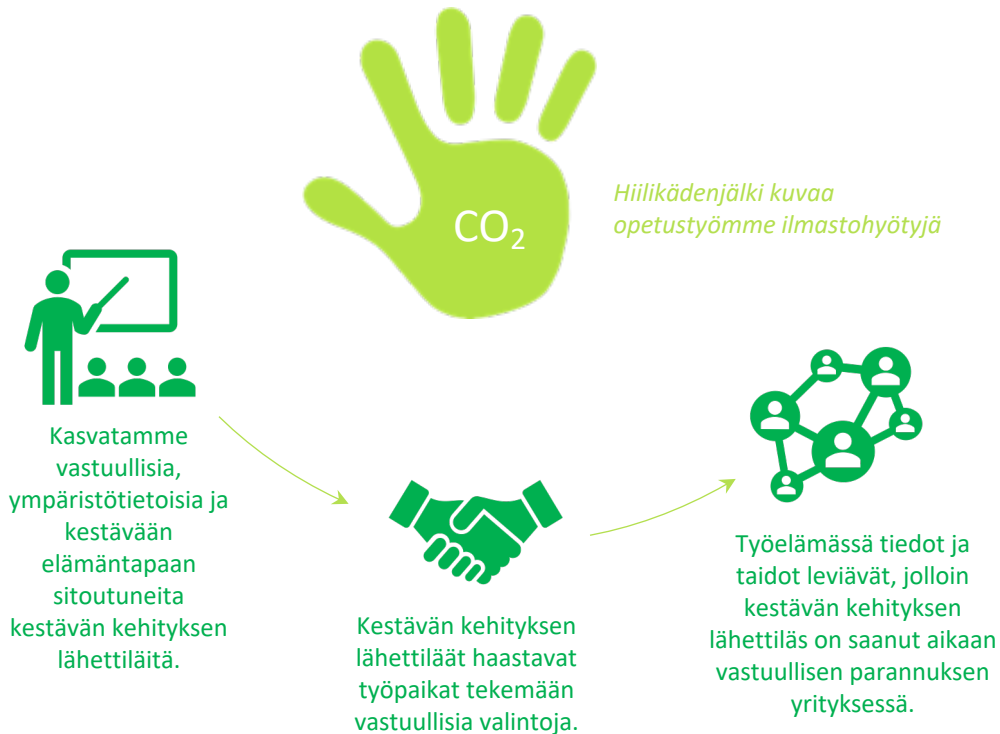 CO₂
Hiilikädenjälki kuvaa
opetustyömme ilmastohyötyjä
Kasvatamme
vastuullisia,
ympäristötietoisia ja
kestävään
elämäntapaan
sitoutuneita
kestävän kehityksen
lähettiläitä.
Kestävän kehityksen
lähettiläät haastavat
työpaikat tekemään
vastuullisia valintoja.
Työelämässä tiedot ja
taidot leviävät, jolloin
kestävän kehityksen
lähettiläs on saanut aikaan
vastuullisen parannuksen
yrityksessä.